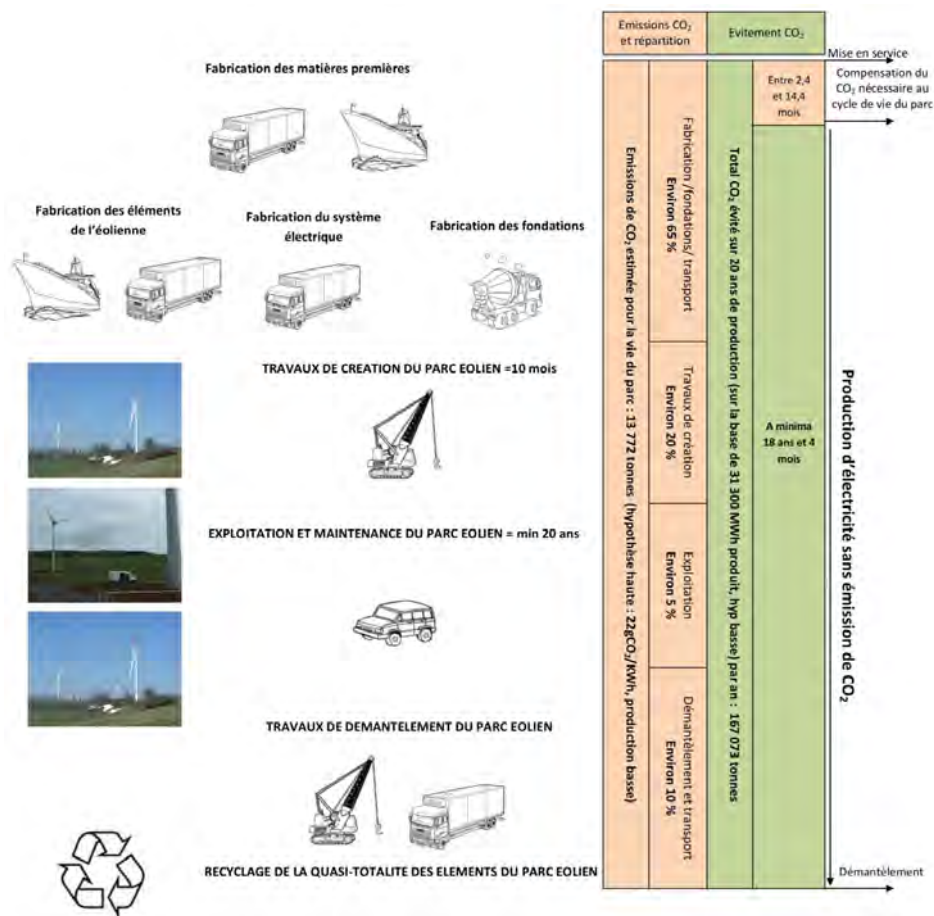 Fabrication des matières premières
Fabrication des éléments
de l'éolienne
Fabrication du système
électrique
Fabrication des fondations
TRAVAUX DE CREATION DU PARC EOLIEN =10 mois
EXPLOITATION ET MAINTENANCE DU PARC EOLIEN = min 20 ans
TRAVAUX DE DEMANTELEMENT DU PARC EOLIEN
RECYCLAGE DE LA QUASI-TOTALITE DES ELEMENTS DU PARC EOLIEN
Emissions CO₂
et répartition
Evitement CO₂
Emissions de CO₂ estimée pour la vie du parc : 13 772 tonnes (hypothèse haute : 22gCO₂/KWh, production basse)
Fabrication /fondations/ transport
Environ 65 %
Travaux de création
Environ 20 %
Exploitation
Environ 5 %
Démantèlement et transport
Environ 10 %
Total CO₂ évité sur 20 ans de production (sur la base de 31 300 MWh produit, hyp basse) par an : 167 073 tonnes
Entre 2,4
et 14,4
mois
A minima
18 ans et 4
mois
Mise en service
Compensation du
CO₂ nécessaire au
cycle de vie du parc
Production d'électricité sans émission de CO₂
Démantèlement